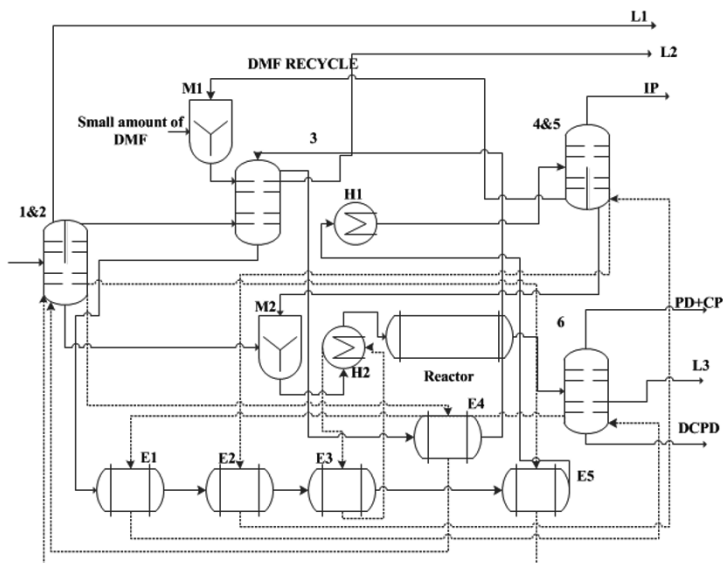 L1
L2
DMF RECYCLE
M1
IP
Small amount of
DMF
3
4&5
H1
1&2
M2
6
PD+CP
H2
Reactor
L3
E4
DCPD
E1
E2
E3
E5